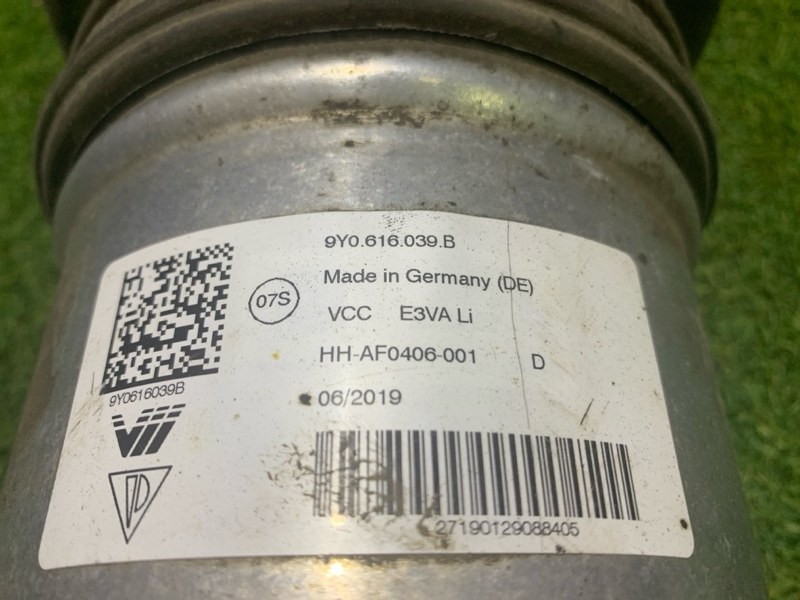 9Y0.616.039.B
Made in Germany (DE)
07S
VCC E3VA Li
HH-AF0406-001 D
9Y0616039B
06/2019
27190129088405